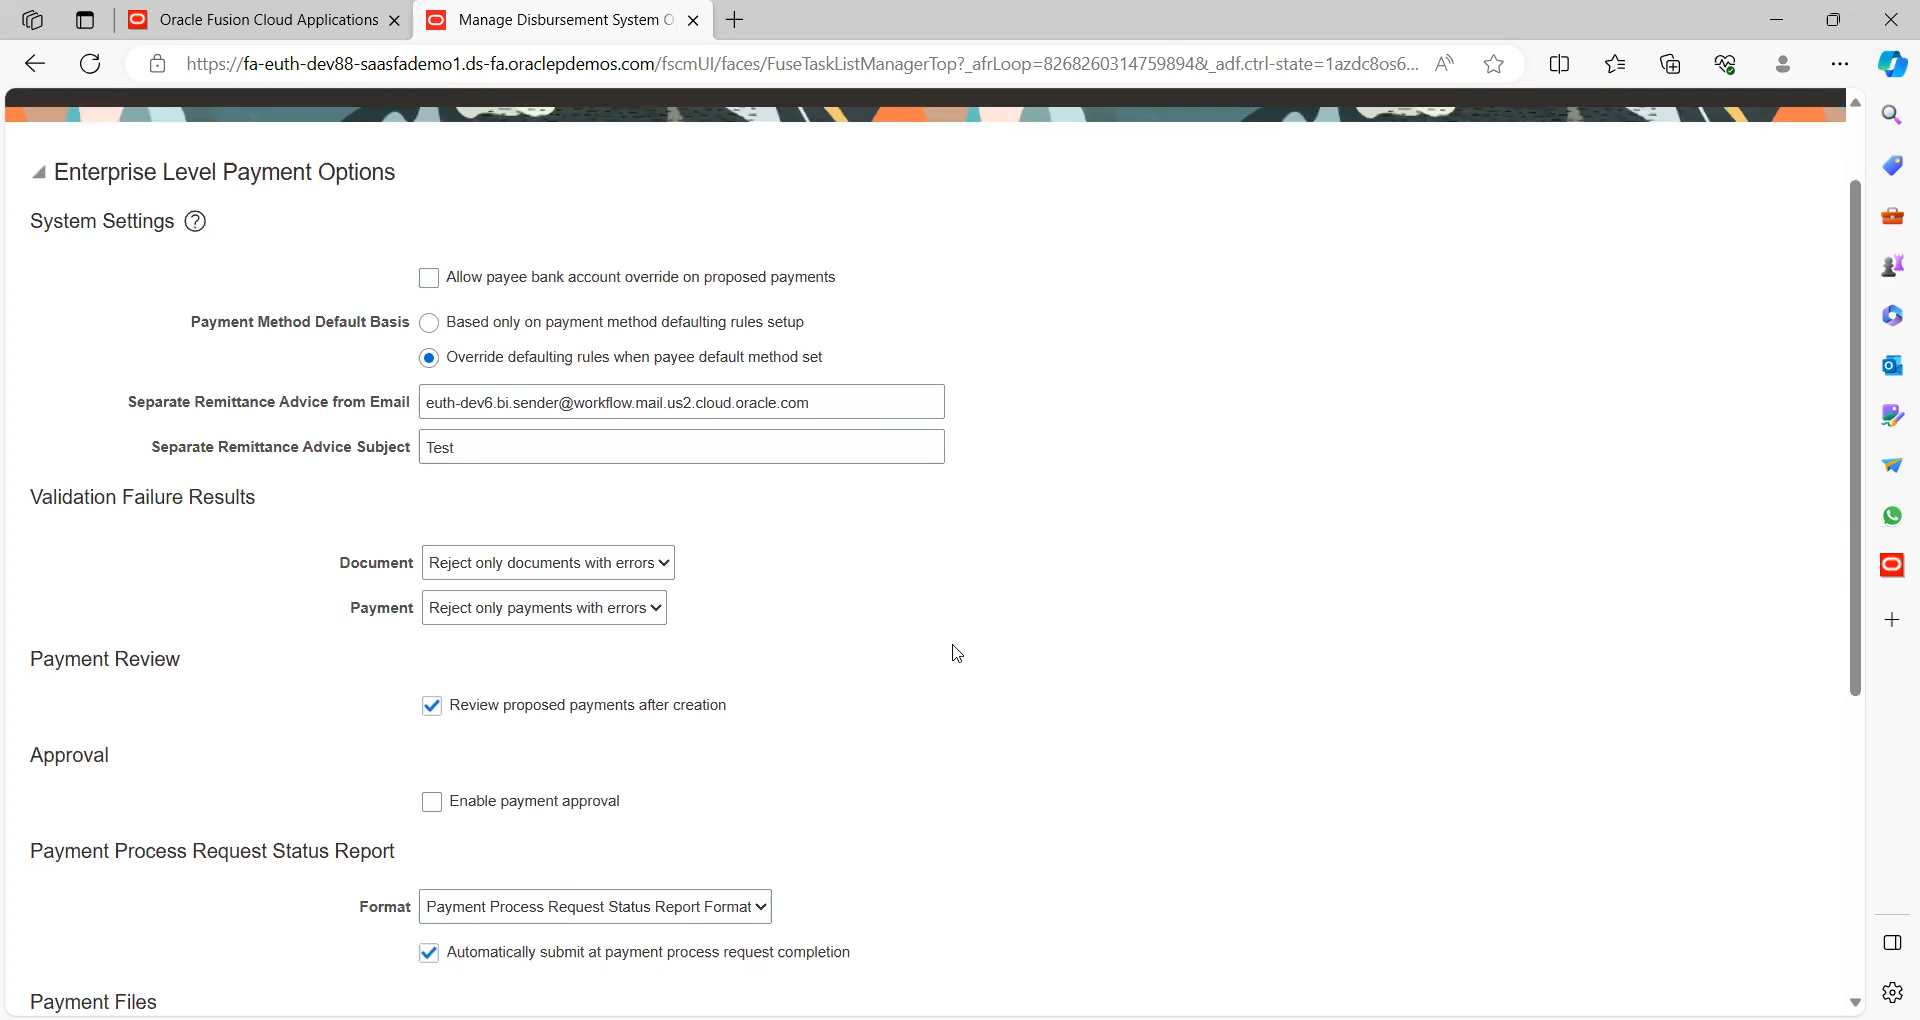 Oracle Fusion Cloud Applications
Manage Disbursement System O
https://fa-euth-dev88-saasfademo1.ds-fa.oraclepdemos.com/fscmUI/faces/FuseTaskListManagerTop?_afrLoop=82682603147598948&_adf.ctrl-state=1azdc8os6...
Enterprise Level Payment Options
System Settings ?
Allow payee bank account override on proposed payments
Payment Method Default Basis Based only on payment method defaulting rules setup
Override defaulting rules when payee default method set
Separate Remittance Advice from Email euth-dev6.bi.sender@workflow.mail.us2.cloud.oracle.com
Separate Remittance Advice Subject Test
Validation Failure Results
Document Reject only documents with errors
Payment Reject only payments with errors
Payment Review
Review proposed payments after creation
Approval
Enable payment approval
Payment Process Request Status Report
Format Payment Process Request Status Report Format
Automatically submit at payment process request completion
Payment Files